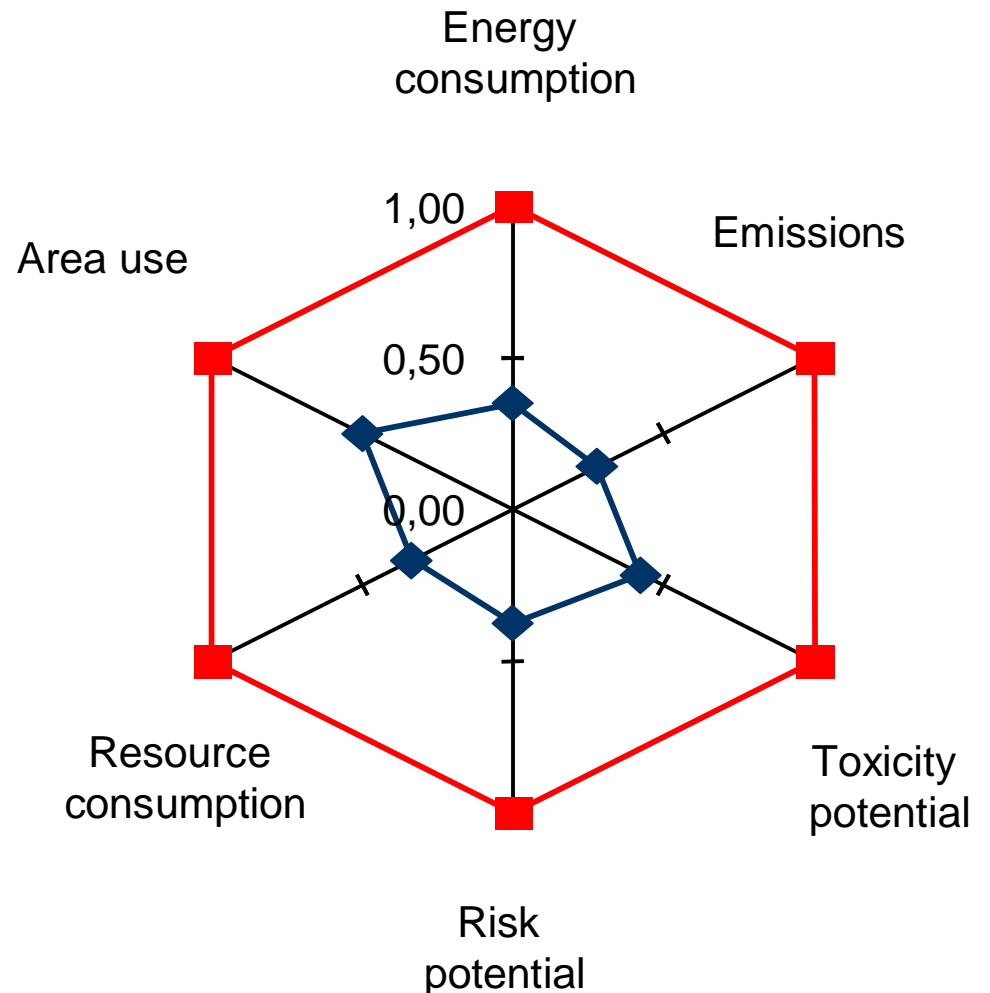 Energy
consumption
1,00
Emissions
Area use
0,50
0,00
Resource
consumption
Toxicity
potential
Risk
potential